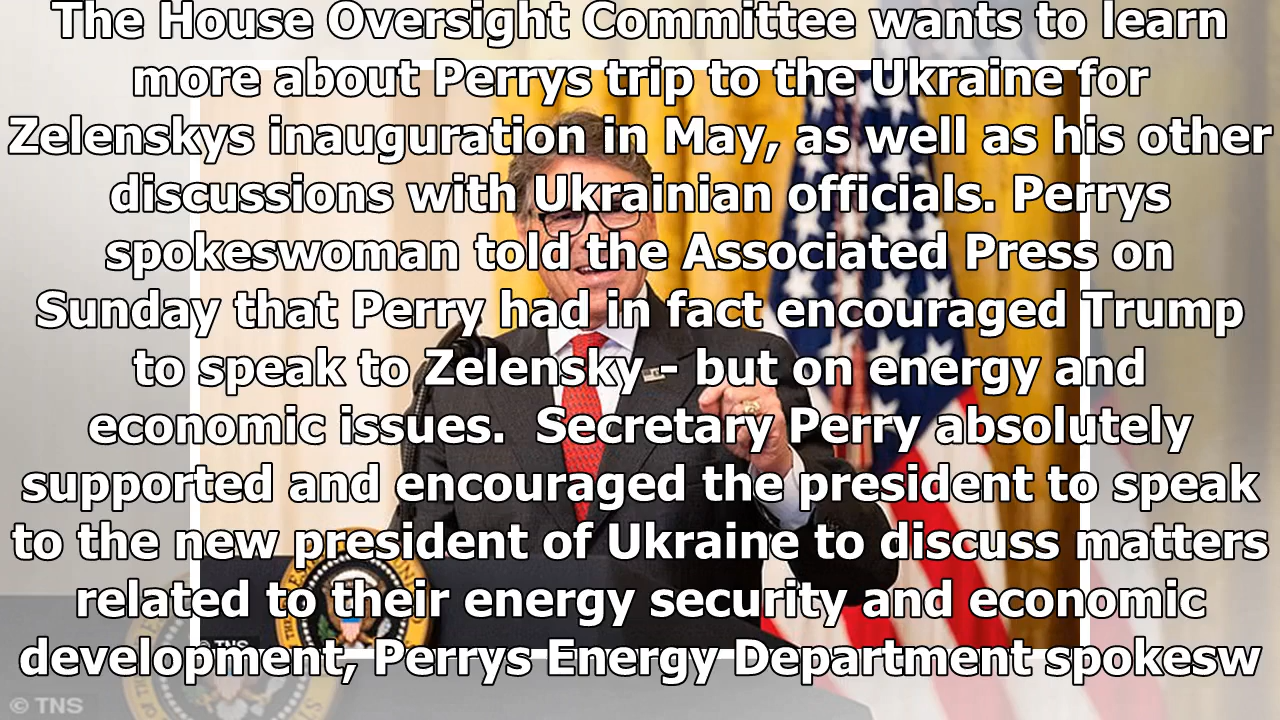 The House Oversight Committee wants to learn
more about Perrys trip to the Ukraine for
Zelenskys inauguration in May, as well as his other
discussions with Ukrainian officials. Perrys
spokeswoman told the Associated Press on
Sunday that Perry had in fact encouraged Trump
to speak to Zelensky - but on energy and
economic issues.  Secretary Perry absolutely
supported and encouraged the president to speak
to the new president of Ukraine to discuss matters
related to their energy security and economic
development, Perrys Energy Department spokesw
© TNS
© TNS